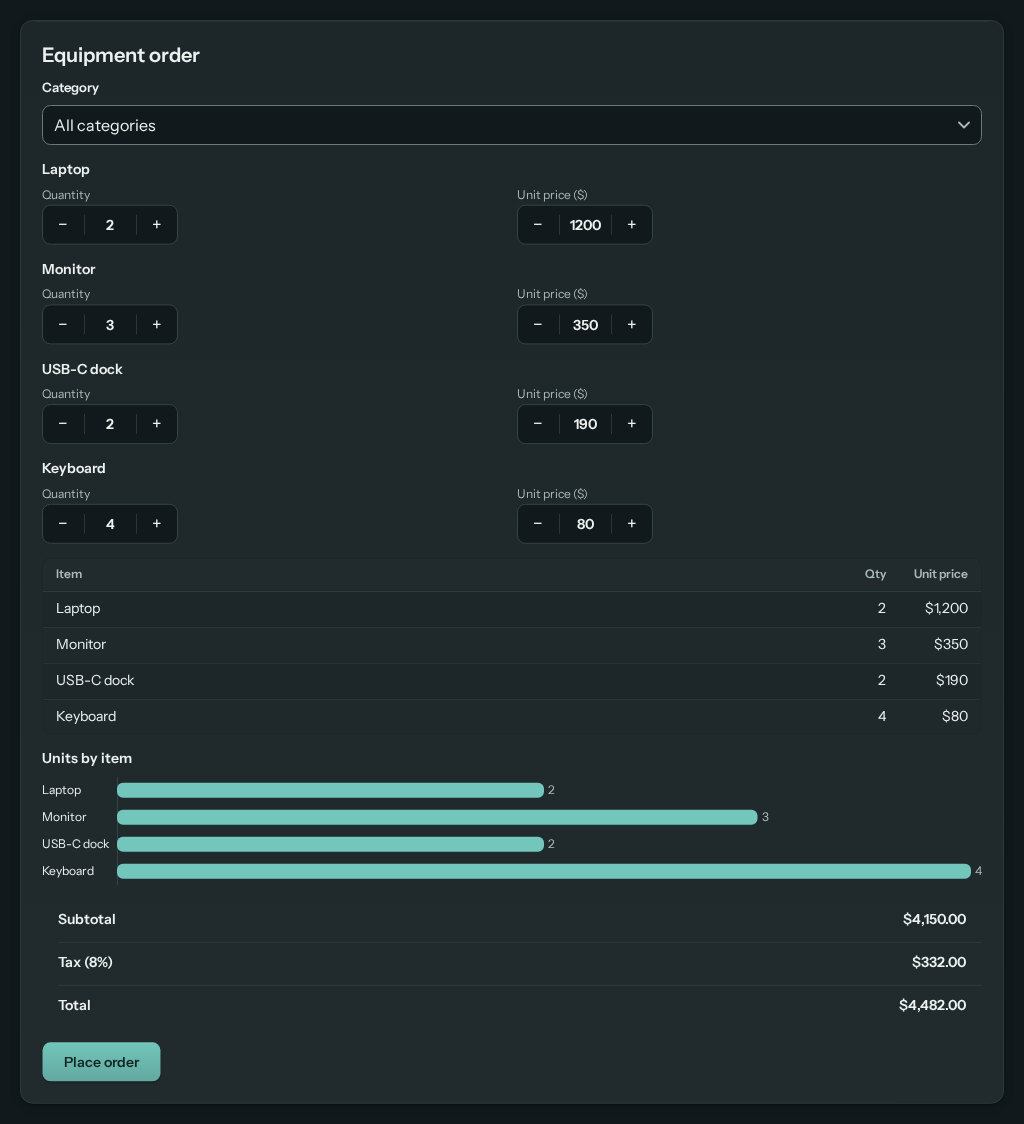 Equipment order
Category
All categories
Laptop
Quantity Unit price ($)
− 2 + − 1200 +
Monitor
Quantity Unit price ($)
− 3 + − 350 +
USB-C dock
Quantity Unit price ($)
− 2 + − 190 +
Keyboard
Quantity Unit price ($)
− 4 + − 80 +
Item Qty Unit price
Laptop 2 $1,200
Monitor 3 $350
USB-C dock 2 $190
Keyboard 4 $80
Units by item
Laptop 2
Monitor 3
USB-C dock 2
Keyboard 4
Subtotal $4,150.00
Tax (8%) $332.00
Total $4,482.00
Place order